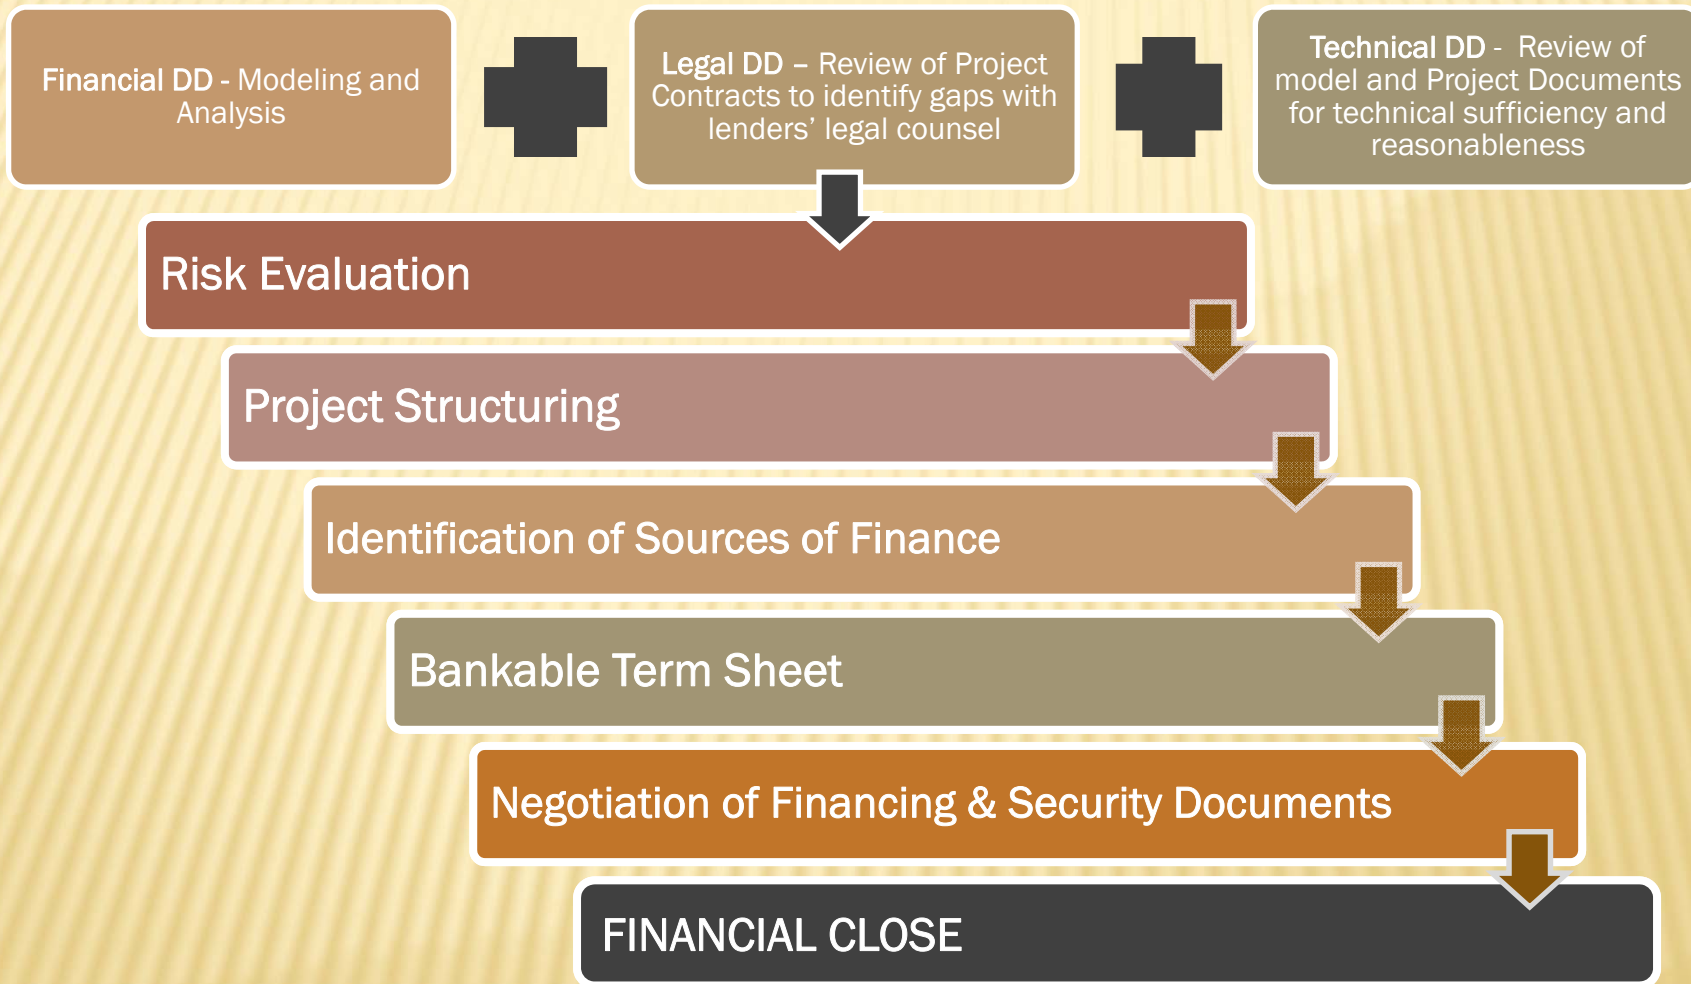 Financial DD - Modeling and
Analysis
Legal DD – Review of Project
Contracts to identify gaps with
lenders’ legal counsel
Technical DD - Review of
model and Project Documents
for technical sufficiency and
reasonableness
Risk Evaluation
Project Structuring
Identification of Sources of Finance
Bankable Term Sheet
Negotiation of Financing & Security Documents
FINANCIAL CLOSE